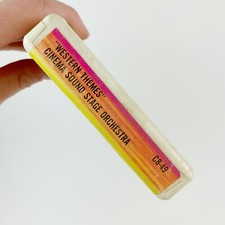 "WESTERN THEMES"
CINEMA SOUND STAGE ORCHESTRA
C8-49